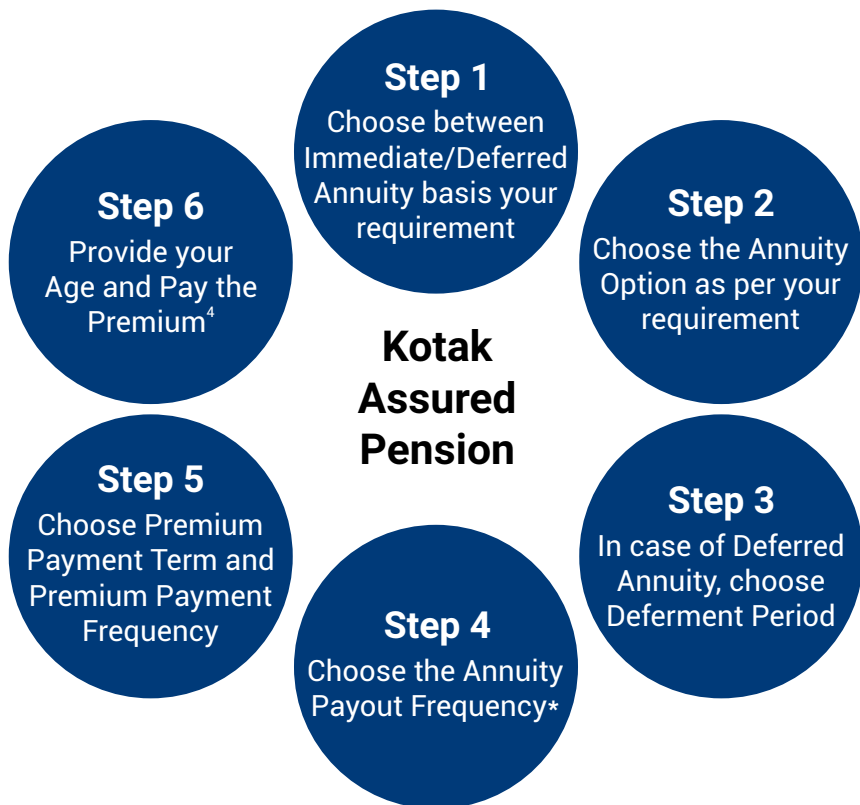 Step 1
Choose between
Immediate/Deferred
Annuity basis your
requirement
Step 2
Choose the Annuity
Option as per your
requirement
Step 3
In case of Deferred
Annuity, choose
Deferment Period
Step 4
Choose the Annuity
Payout Frequency*
Step 5
Choose Premium
Payment Term and
Premium Payment
Frequency
Step 6
Provide your
Age and Pay the
Premium⁴
Kotak
Assured
Pension